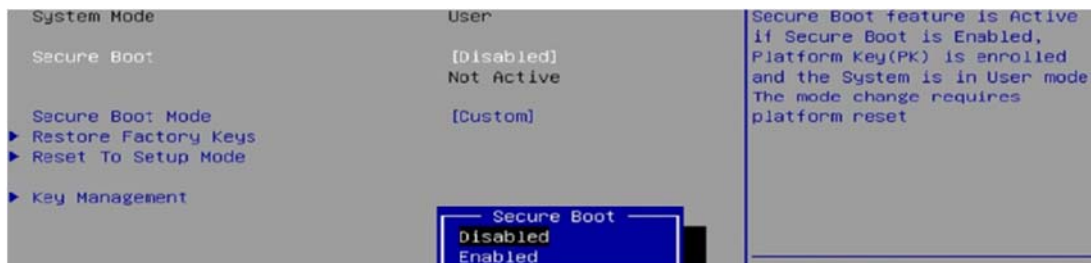 System Mode User
Secure Boot [Disabled]
Not Active
Secure Boot Mode [Custom]
Restore Factory Keys
Reset To Setup Mode
Key Management
Secure Boot feature is Active
if Secure Boot is Enabled,
Platform Key(PK) is enrolled
and the System is in User mode
The mode change requires
platform reset
Secure Boot
Disabled
Enabled